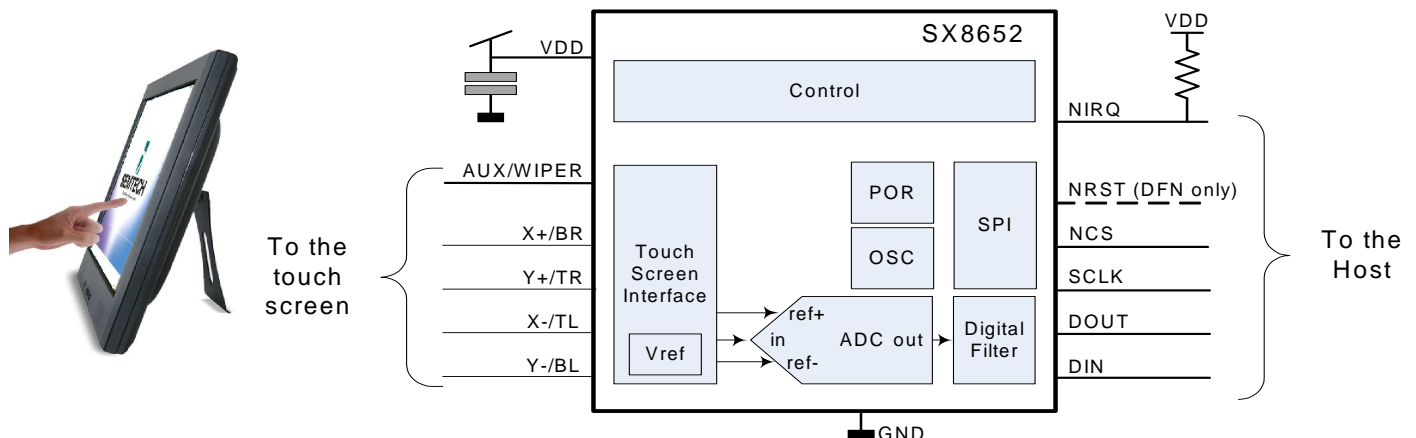 SX8652
VDD
VDD
Control
NIRQ
AUX/WIPER
POR
SPI
NRST (DFN only)
X+/BR
NCS
To the
touch
screen
Touch
Screen
Interface
OSC
To the
Host
Y+/TR
SCLK
ref+
X-/TL
in
ADC out
Digital
Filter
DOUT
Vref
ref-
Y-/BL
DIN
GND
SEMTECH